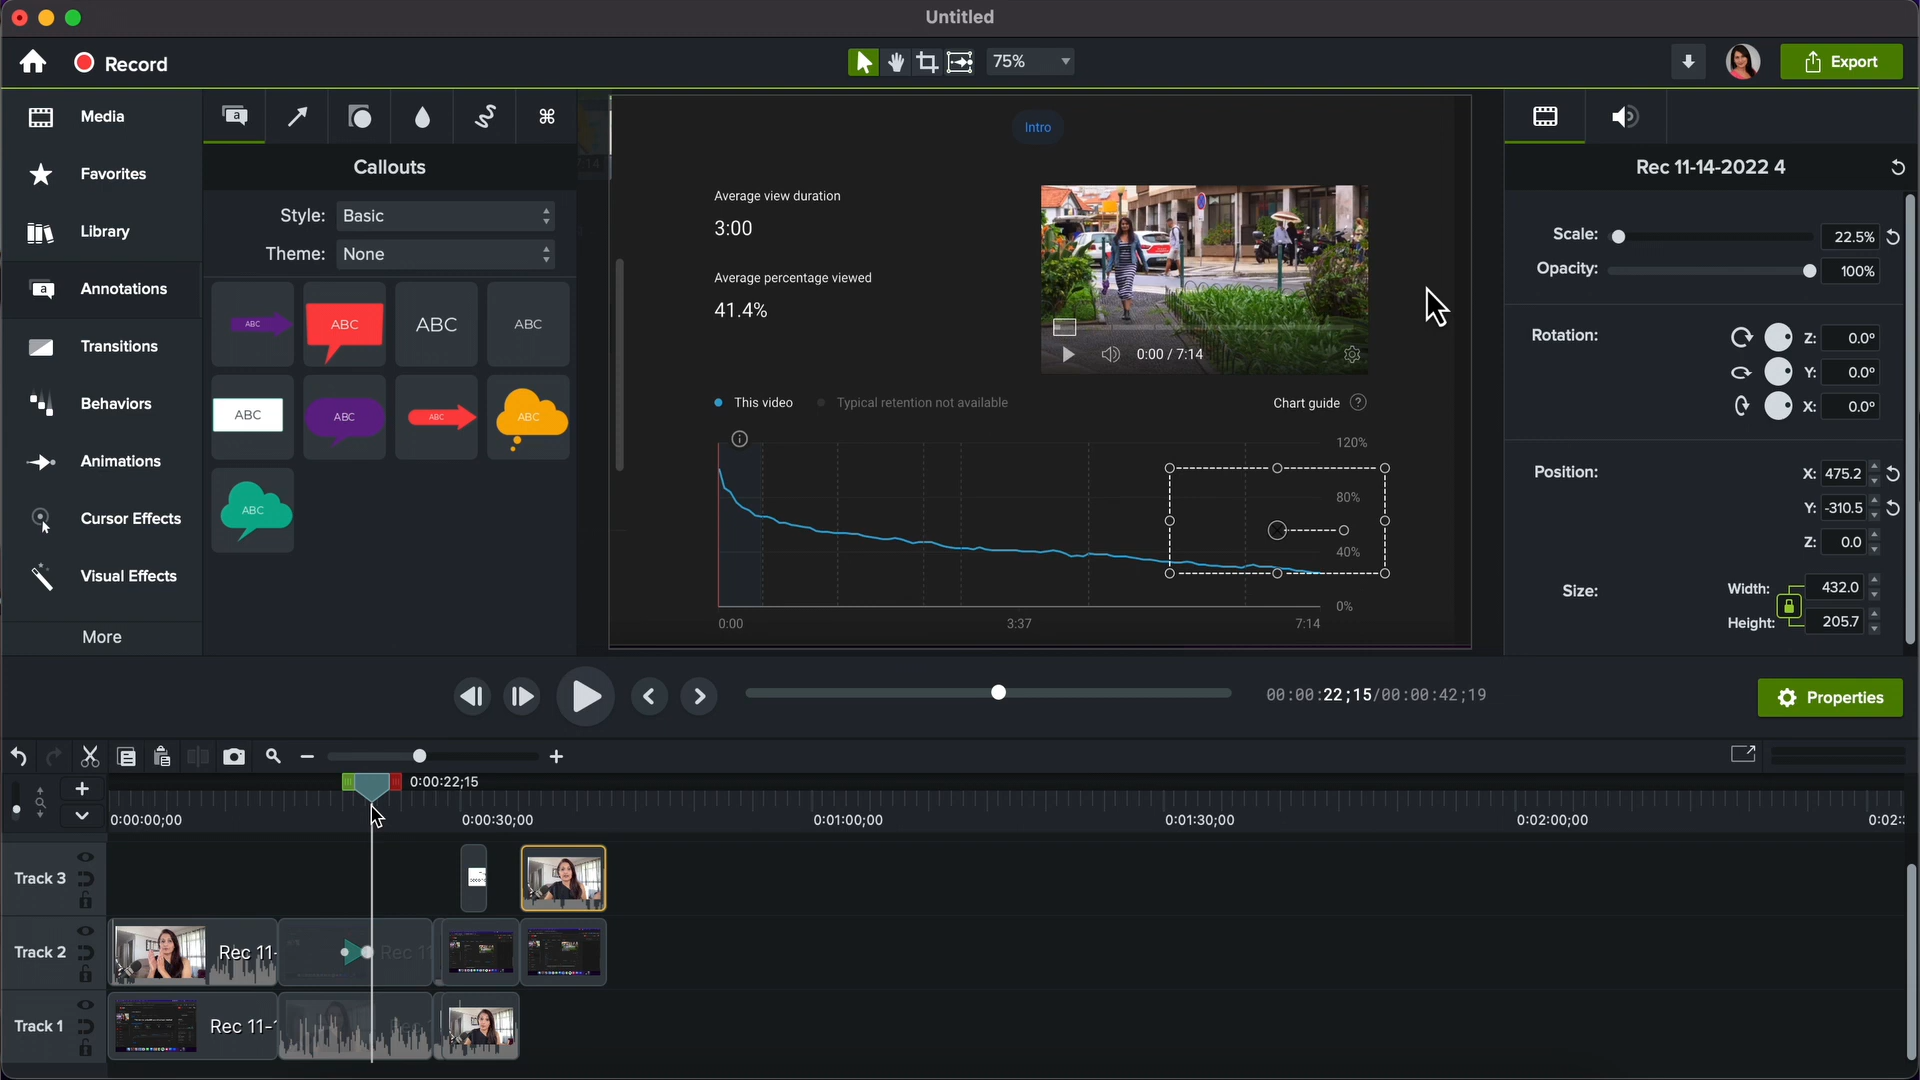 Untitled
Record
75%
Export
Media
Favorites
Library
Annotations
Transitions
Behaviors
Animations
Cursor Effects
Visual Effects
More
Callouts
Style: Basic
Theme: None
ABC
ABC
ABC
ABC
ABC
ABC
ABC
ABC
ABC
Intro
Average view duration
3:00
Average percentage viewed
41.4%
0:00 / 7:14
This video
Typical retention not available
Chart guide
120%
80%
40%
0%
0:00
3:37
7:14
Rec 11-14-2022 4
Scale: 22.5%
Opacity: 100%
Rotation:
Z: 0.0º
Y: 0.0º
X: 0.0º
Position:
X: 475.2
Y: -310.5
Z: 0.0
Size:
Width: 432.0
Height: 205.7
00:00:22;15/00:00:42;19
Properties
0:00:22;15
0:00:00;00
0:00:30;00
0:01:00;00
0:01:30;00
0:02:00;00
0:02:
Track 3
Track 2
Rec 11-
Rec 11
Track 1
Rec 11-